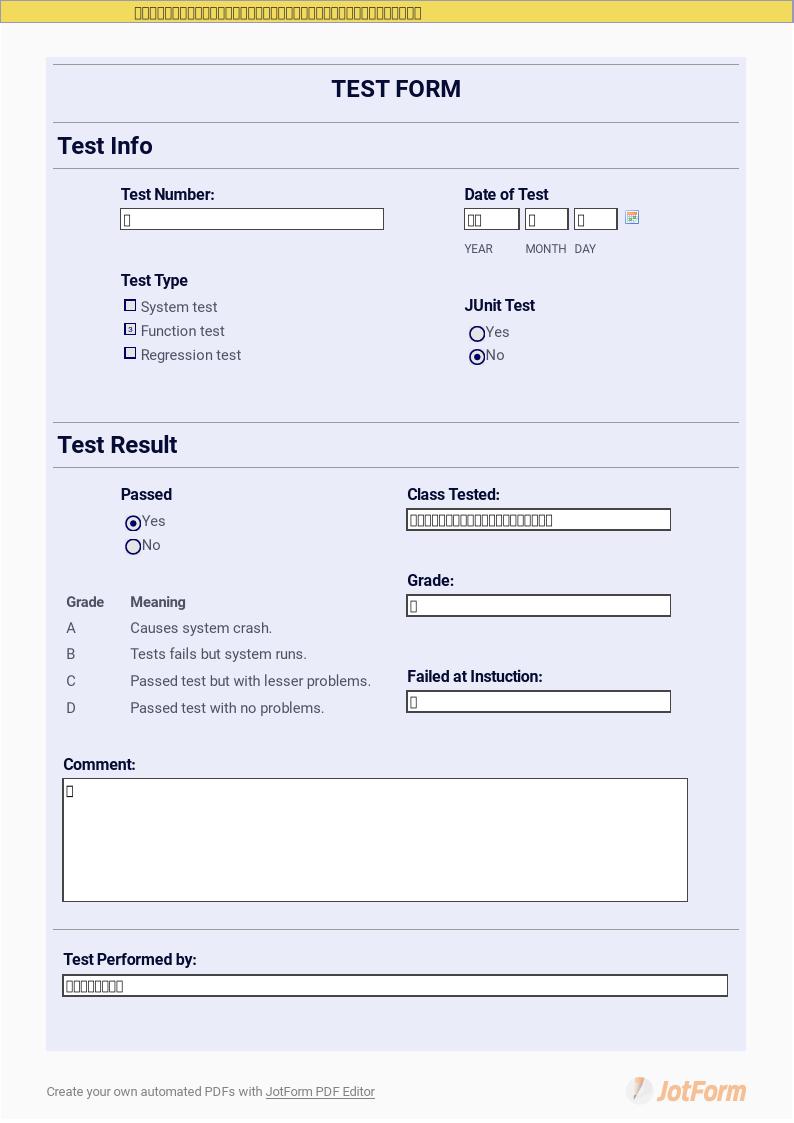 TEST FORM
Test Info
Test Number:
Date of Test
YEAR MONTH DAY
Test Type
System test
Function test
Regression test
JUnit Test
Yes
No
Test Result
Passed
Yes
No
Class Tested:
Grade:
Grade Meaning
A Causes system crash.
B Tests fails but system runs.
C Passed test but with lesser problems.
D Passed test with no problems.
Failed at Instuction:
Comment:
Test Performed by:
Create your own automated PDFs with JotForm PDF Editor
JotForm